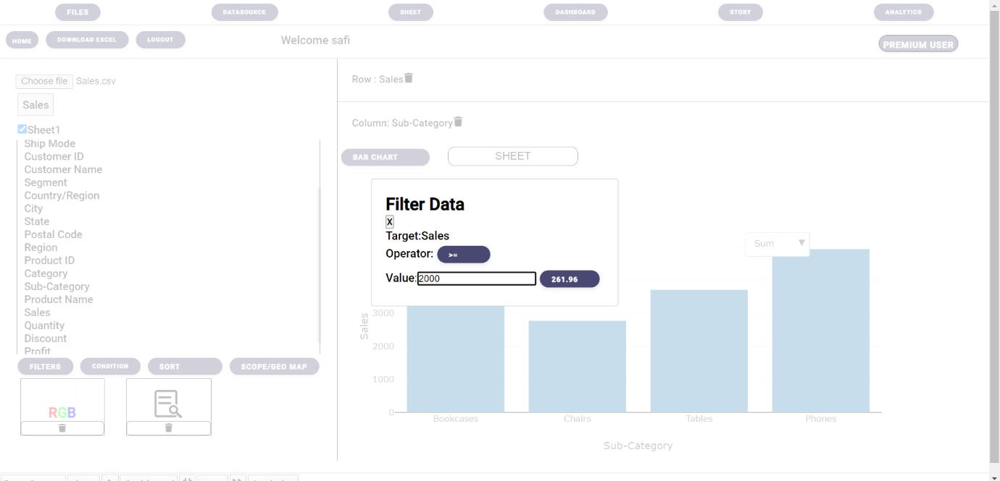 FILES
DATASOURCE
SHEET
DASHBOARD
STORY
ANALYTICS
HOME
DOWNLOAD EXCEL
LOGOUT
Welcome safi
PREMIUM USER
Choose file Sales.csv
Sales
Sheet1
Ship Mode
Customer ID
Customer Name
Segment
Country/Region
City
State
Postal Code
Region
Product ID
Category
Sub-Category
Product Name
Sales
Quantity
Discount
Profit
FILTERS
CONDITION
SORT
SCOPE/GEO MAP
RGB
Row : Sales
Column: Sub-Category
BAR CHART
SHEET
Filter Data
X
Target:Sales
Operator: >=
Value:2000 261.96
Sum ▼
Sales
3000
2000
1000
0
Bookcases
Chairs
Tables
Phones
Sub-Category